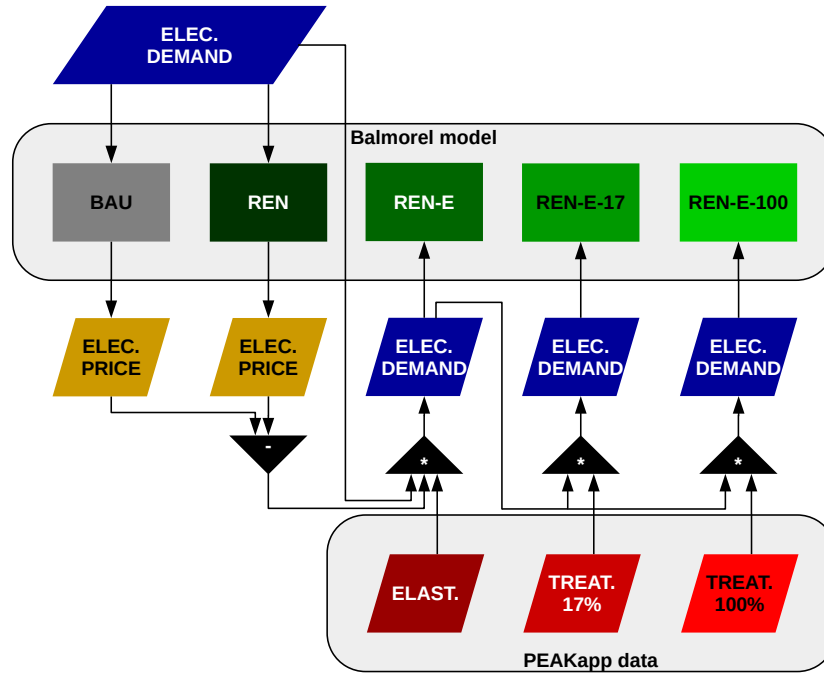 ELEC.
DEMAND
Balmorel model
BAU
REN
REN-E
REN-E-17
REN-E-100
ELEC.
PRICE
ELEC.
PRICE
ELEC.
DEMAND
ELEC.
DEMAND
ELEC.
DEMAND
-
*
*
*
ELAST.
TREAT.
17%
TREAT.
100%
PEAKapp data